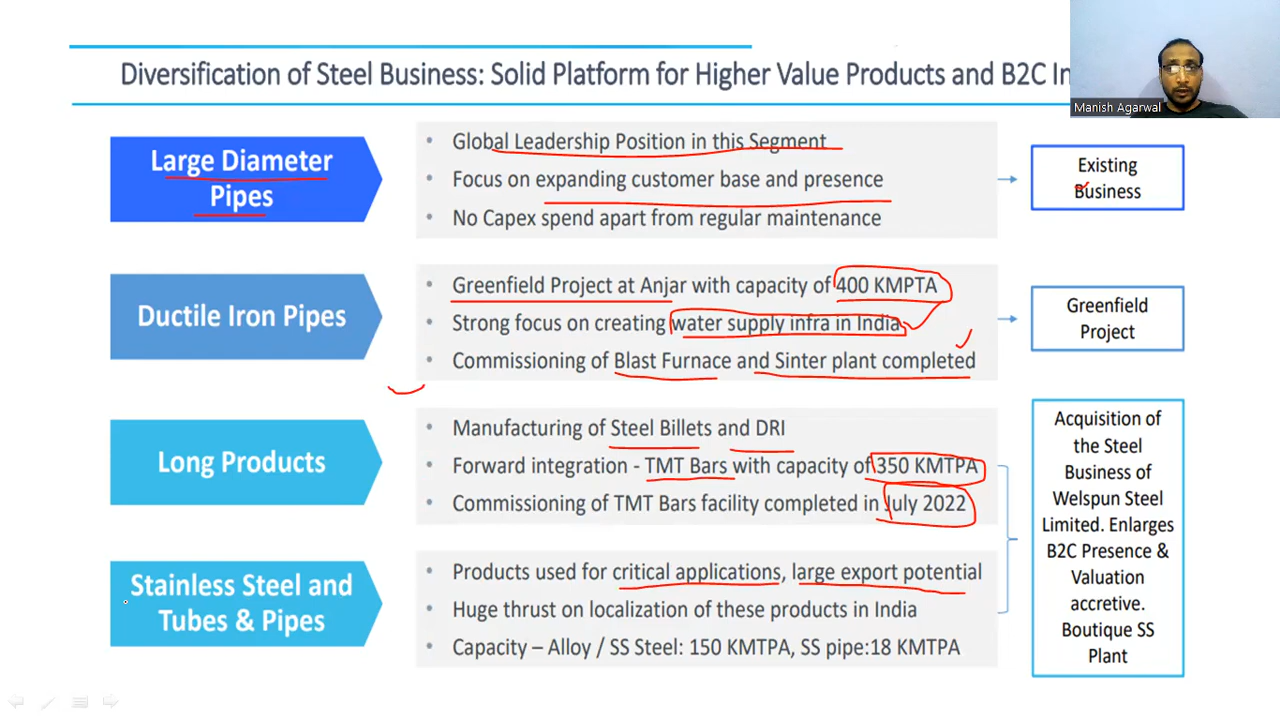 Diversification of Steel Business: Solid Platform for Higher Value Products and B2C In
Manish Agarwal
Large Diameter
Pipes
• Global Leadership Position in this Segment
• Focus on expanding customer base and presence
• No Capex spend apart from regular maintenance
Existing
Business
Ductile Iron Pipes
• Greenfield Project at Anjar with capacity of 400 KMPTA
• Strong focus on creating water supply infra in India
• Commissioning of Blast Furnace and Sinter plant completed
Greenfield
Project
Long Products
• Manufacturing of Steel Billets and DRI
• Forward integration - TMT Bars with capacity of 350 KMTPA
• Commissioning of TMT Bars facility completed in July 2022
Stainless Steel and
Tubes & Pipes
• Products used for critical applications, large export potential
• Huge thrust on localization of these products in India
• Capacity – Alloy / SS Steel: 150 KMTPA, SS pipe:18 KMTPA
Acquisition of
the Steel
Business of
Welspun Steel
Limited. Enlarges
B2C Presence &
Valuation
accretive.
Boutique SS
Plant